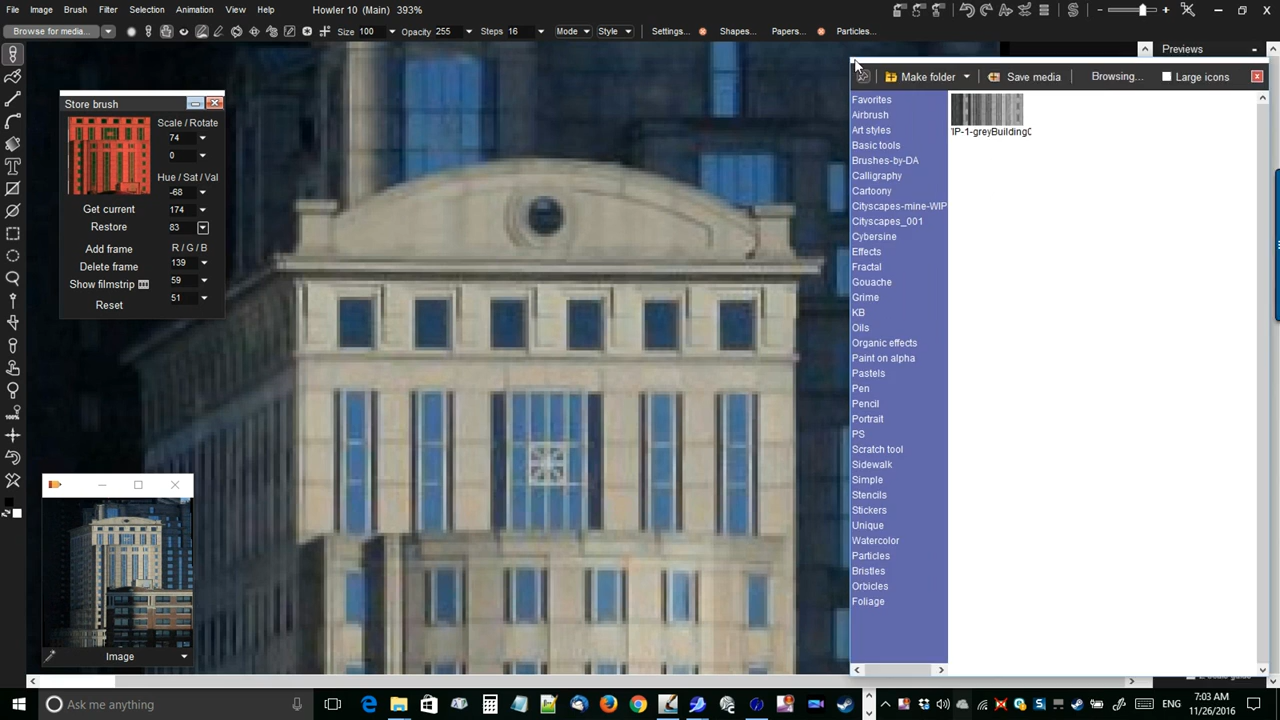 File Image Brush Filter Selection Animation View Help Howler 10 (Main) 393%
Browse for media... Size 100 Opacity 255 Steps 16 Mode Style Settings... Shapes... Papers... Particles...
Previews
Make folder Save media Browsing... Large icons
Store brush
Scale / Rotate
74
0
Hue / Sat / Val
-68
Get current 174
Restore 83
Add frame R / G / B
Delete frame 139
Show filmstrip 59
Reset 51
Image
Favorites
Airbrush
Art styles
Basic tools
Brushes-by-DA
Calligraphy
Cartoony
Cityscapes-mine-WIP
Cityscapes_001
Cybersine
Effects
Fractal
Gouache
Grime
KB
Oils
Organic effects
Paint on alpha
Pastels
Pen
Pencil
Portrait
PS
Scratch tool
Sidewalk
Simple
Stencils
Stickers
Unique
Watercolor
Particles
Bristles
Orbicles
Foliage
Ask me anything
ENG
7:03 AM
11/26/2016